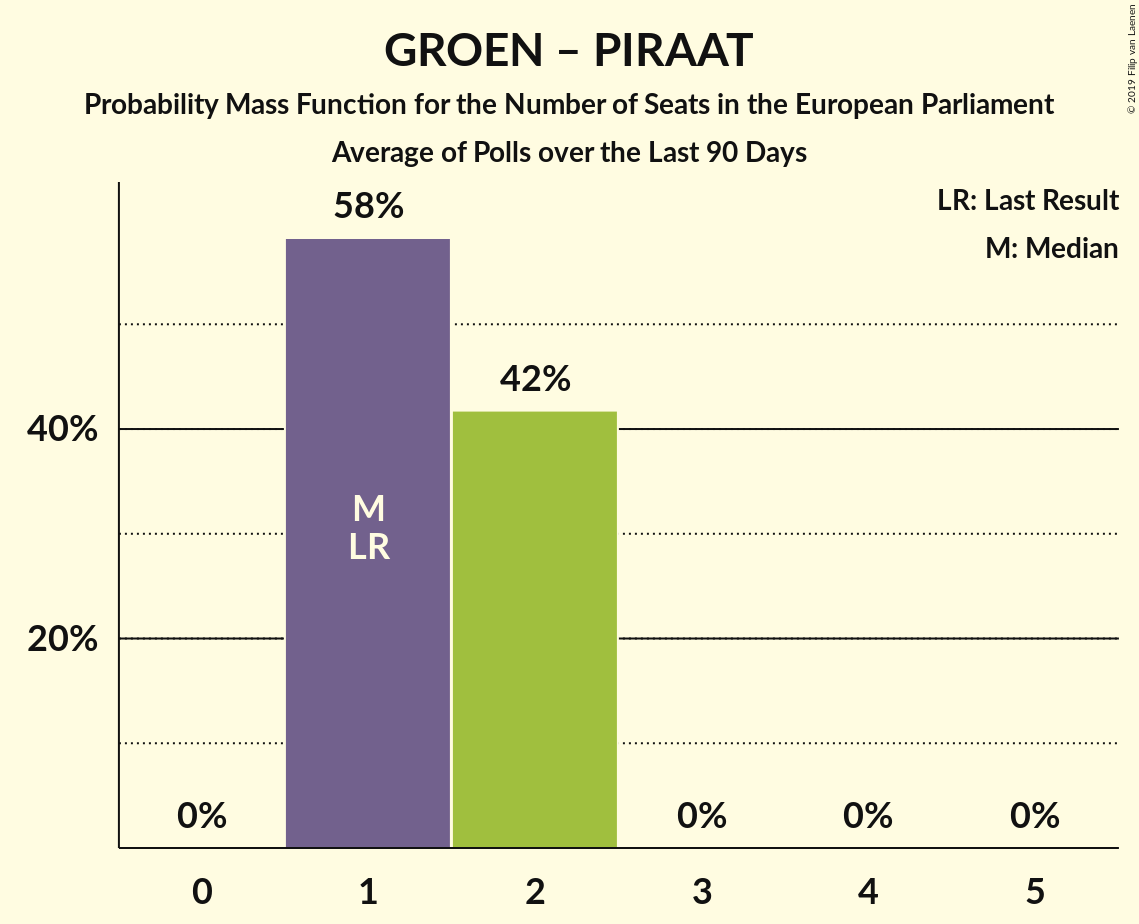 GROEN – PIRAAT
Probability Mass Function for the Number of Seats in the European Parliament
Average of Polls over the Last 90 Days
© 2019 Filip van Laenen
LR: Last Result
M: Median
58%
42%
40%
M
LR
20%
0%
0%
0%
0%
0
1
2
3
4
5